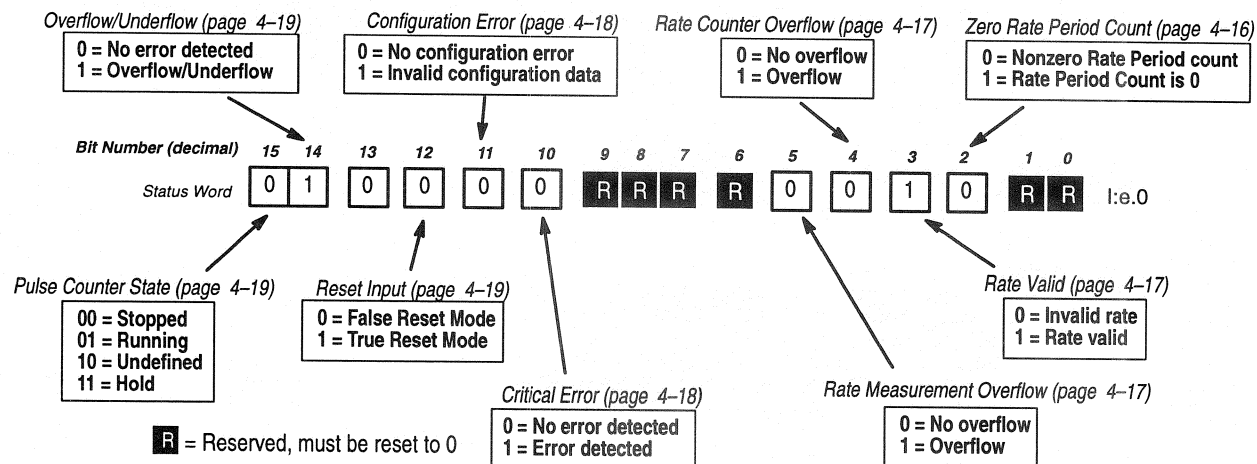 Overflow/Underflow (page 4–19)
0 = No error detected
1 = Overflow/Underflow
Configuration Error (page 4–18)
0 = No configuration error
1 = Invalid configuration data
Rate Counter Overflow (page 4–17)
0 = No overflow
1 = Overflow
Zero Rate Period Count (page 4–16)
0 = Nonzero Rate Period count
1 = Rate Period Count is 0
Bit Number (decimal) 15 14 13 12 11 10 9 8 7 6 5 4 3 2 1 0
Status Word 0 1 0 0 0 0 R R R R 0 0 1 0 R R I:e.0
Pulse Counter State (page 4–19)
00 = Stopped
01 = Running
10 = Undefined
11 = Hold
Reset Input (page 4–19)
0 = False Reset Mode
1 = True Reset Mode
Rate Valid (page 4–17)
0 = Invalid rate
1 = Rate valid
Critical Error (page 4–18)
0 = No error detected
1 = Error detected
Rate Measurement Overflow (page 4–17)
0 = No overflow
1 = Overflow
R = Reserved, must be reset to 0